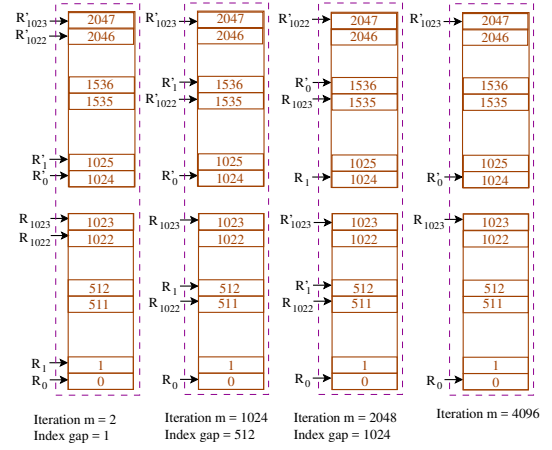 R'1023 2047
R'1022 2046
1536
1535
R'1 1025
R'0 1024
R1023 1023
R1022 1022
512
511
R1 1
R0 0
Iteration m = 2
Index gap = 1
R'1023 2047
2046
R'1 1536
R'1022 1535
1025
R'0 1024
R1023 1023
1022
R1 512
R1022 511
1
R0 0
Iteration m = 1024
Index gap = 512
R'1022 2047
2046
R'0 1536
R1023 1535
1025
R1 1024
R'1023 1023
1022
R'1 512
R1022 511
1
R0 0
Iteration m = 2048
Index gap = 1024
R'1023 2047
2046
1536
1535
1025
R'0 1024
R1023 1023
1022
512
511
1
R0 0
Iteration m = 4096